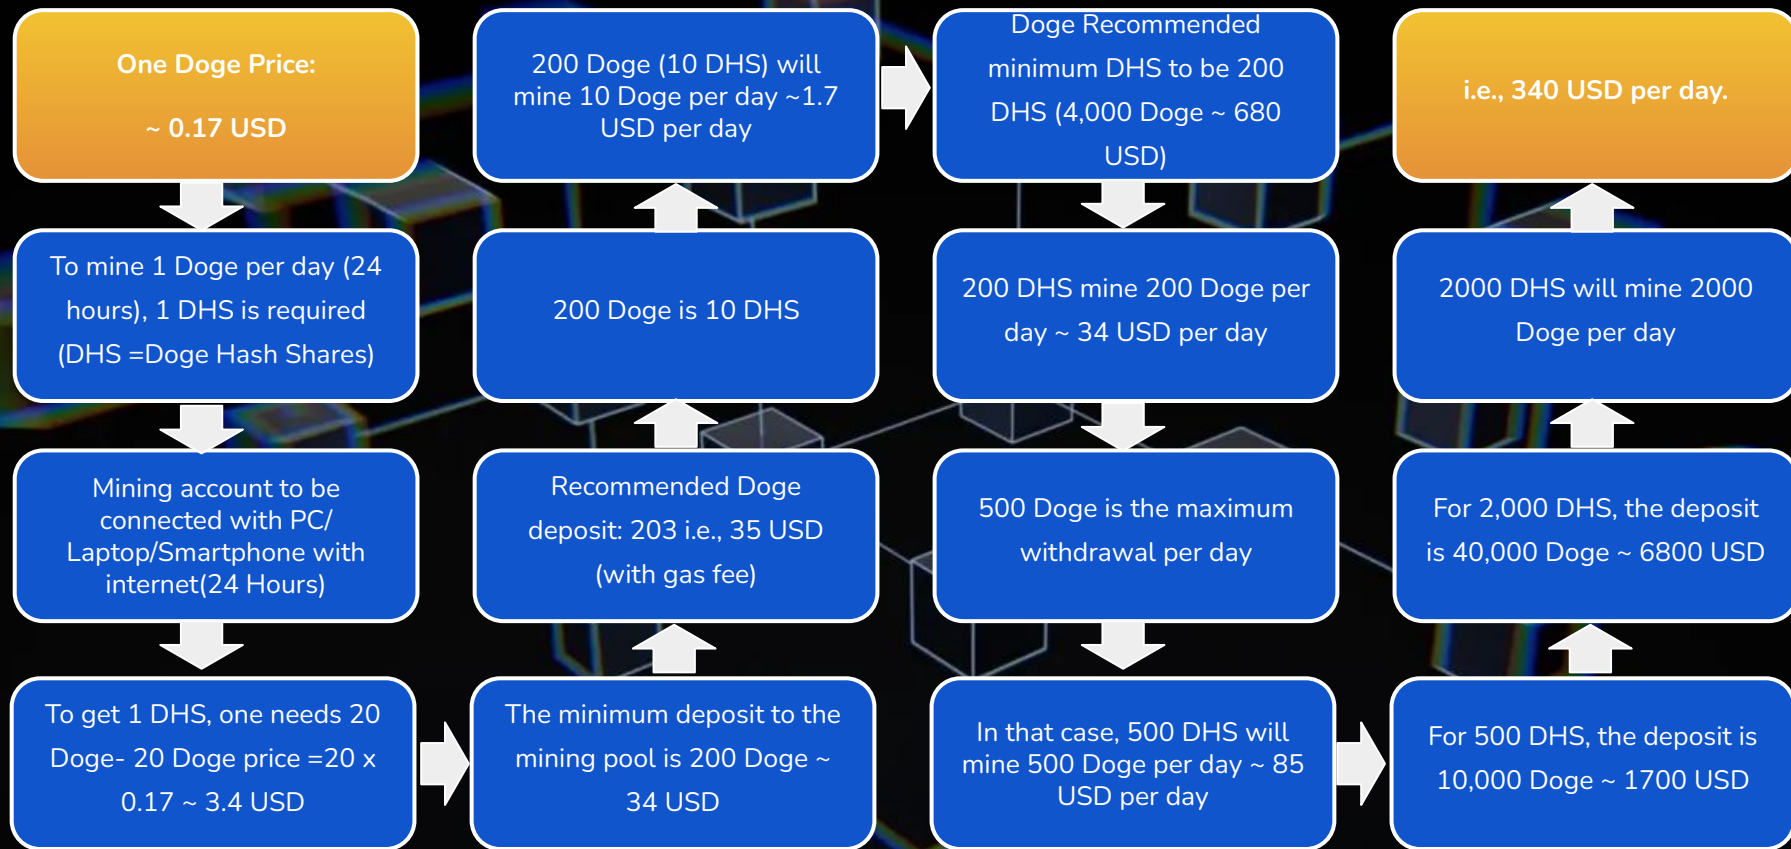 One Doge Price:
~ 0.17 USD
To mine 1 Doge per day (24
hours), 1 DHS is required
(DHS =Doge Hash Shares)
Mining account to be
connected with PC/
Laptop/Smartphone with
internet(24 Hours)
To get 1 DHS, one needs 20
Doge- 20 Doge price =20 x
0.17 ~ 3.4 USD
The minimum deposit to the
mining pool is 200 Doge ~
34 USD
Recommended Doge
deposit: 203 i.e., 35 USD
(with gas fee)
200 Doge is 10 DHS
200 Doge (10 DHS) will
mine 10 Doge per day ~1.7
USD per day
Doge Recommended
minimum DHS to be 200
DHS (4,000 Doge ~ 680
USD)
200 DHS mine 200 Doge per
day ~ 34 USD per day
500 Doge is the maximum
withdrawal per day
In that case, 500 DHS will
mine 500 Doge per day ~ 85
USD per day
For 500 DHS, the deposit is
10,000 Doge ~ 1700 USD
For 2,000 DHS, the deposit
is 40,000 Doge ~ 6800 USD
2000 DHS will mine 2000
Doge per day
i.e., 340 USD per day.